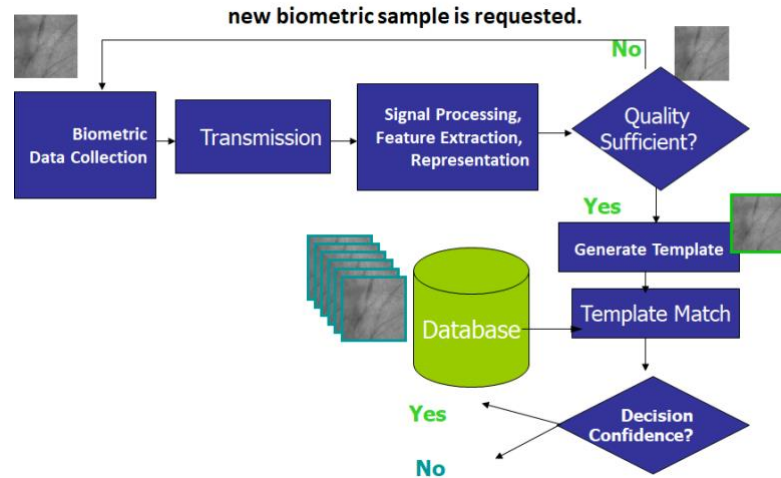 new biometric sample is requested.
No
Biometric
Data Collection
Transmission
Signal Processing,
Feature Extraction,
Representation
Quality
Sufficient?
Yes
Generate Template
Database
Template Match
Yes
Decision
Confidence?
No